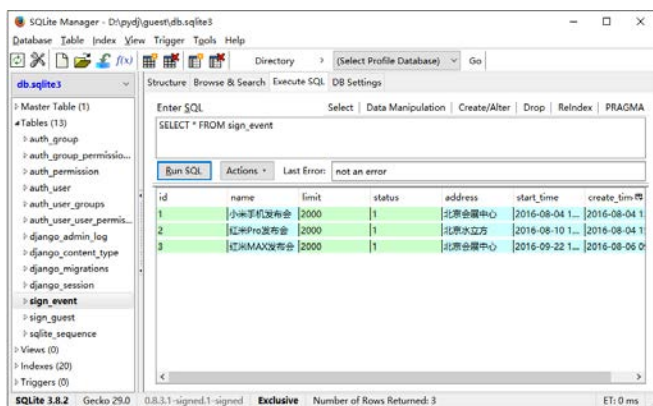 SQLite Manager - D:\pydj\guest\db.sqlite3
Database Table Index View Trigger Tools Help
f(x) Directory (Select Profile Database) Go
db.sqlite3
Structure Browse & Search Execute SQL DB Settings
Master Table (1)
Tables (13)
auth_group
auth_group_permissio...
auth_permission
auth_user
auth_user_groups
auth_user_user_permis...
django_admin_log
django_content_type
django_migrations
django_session
sign_event
sign_guest
sqlite_sequence
Views (0)
Indexes (20)
Triggers (0)
Enter SQL Select | Data Manipulation | Create/Alter | Drop | ReIndex | PRAGMA
SELECT * FROM sign_event
Run SQL Actions Last Error: not an error
id name limit status address start_time create_tim
1 小米手机发布会 2000 1 北京会展中心 2016-08-04 1... 2016-08-04 1
2 红米Pro发布会 2000 1 北京水立方 2016-08-10 1... 2016-08-04 1
3 红米MAX发布会 2000 1 北京会展中心 2016-09-22 1... 2016-08-06 0
SQLite 3.8.2 Gecko 29.0 0.8.3.1-signed.1-signed Exclusive Number of Rows Returned: 3 ET: 0 ms